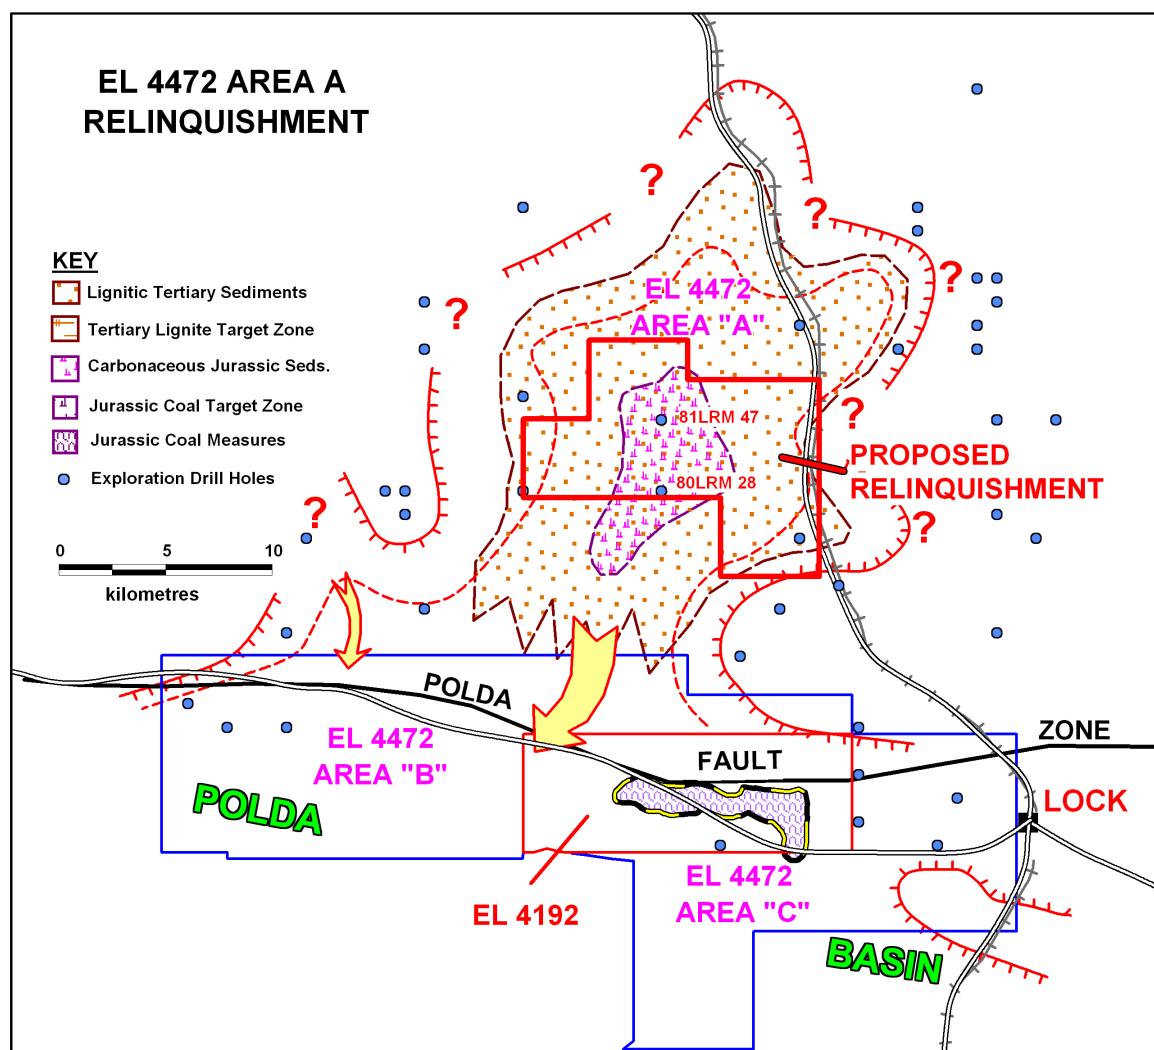 EL 4472 AREA A
RELINQUISHMENT
?
?
KEY
Lignitic Tertiary Sediments
Tertiary Lignite Target Zone
Carbonaceous Jurassic Seds.
Jurassic Coal Target Zone
Jurassic Coal Measures
Exploration Drill Holes
?
EL 4472
AREA "A"
?
?
81LRM 47
80LRM 28
PROPOSED
RELINQUISHMENT
?
?
0 5 10
kilometres
POLDA
FAULT
ZONE
EL 4472
AREA "B"
POLDA
LOCK
EL 4192
EL 4472
AREA "C"
BASIN